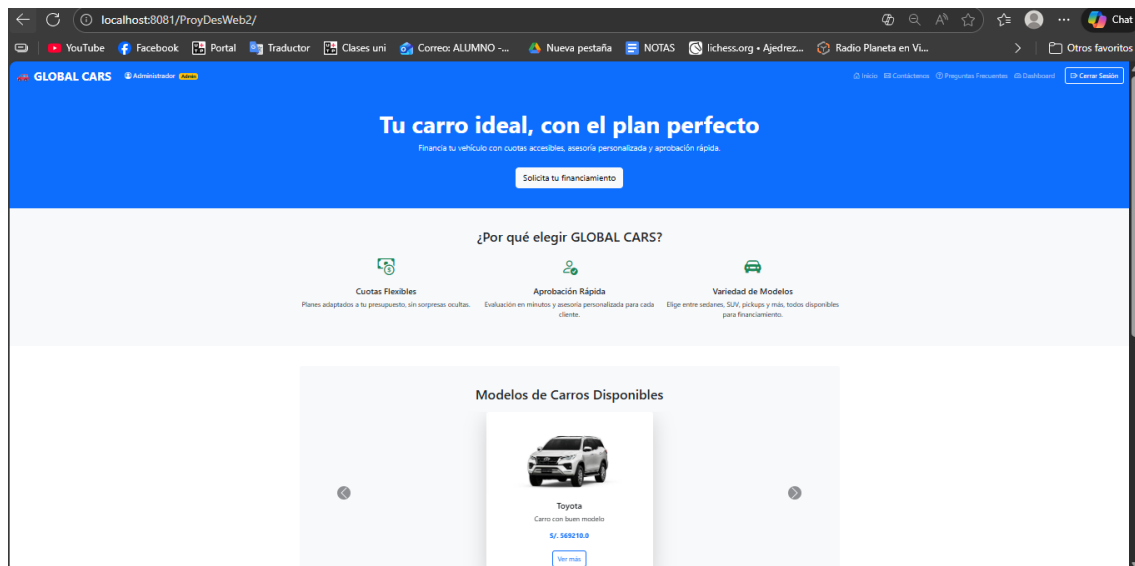 localhost:8081/ProyDesWeb2/
Chat
YouTube Facebook Portal Traductor Clases uni Correo: ALUMNO -... Nueva pestaña NOTAS lichess.org • Ajedrez... Radio Planeta en Vi... Otros favoritos
GLOBAL CARS Administrador Admin Inicio Contáctenos Preguntas Frecuentes Dashboard Cerrar Sesión
Tu carro ideal, con el plan perfecto
Financia tu vehículo con cuotas accesibles, asesoría personalizada y aprobación rápida.
Solicita tu financiamiento
¿Por qué elegir GLOBAL CARS?
Cuotas Flexibles
Planes adaptados a tu presupuesto, sin sorpresas ocultas.
Aprobación Rápida
Evaluación en minutos y asesoría personalizada para cada
cliente.
Variedad de Modelos
Elige entre sedanes, SUV, pickups y más, todos disponibles
para financiamiento.
Modelos de Carros Disponibles
Toyota
Carro con buen modelo
S/. 569210.0
Ver más